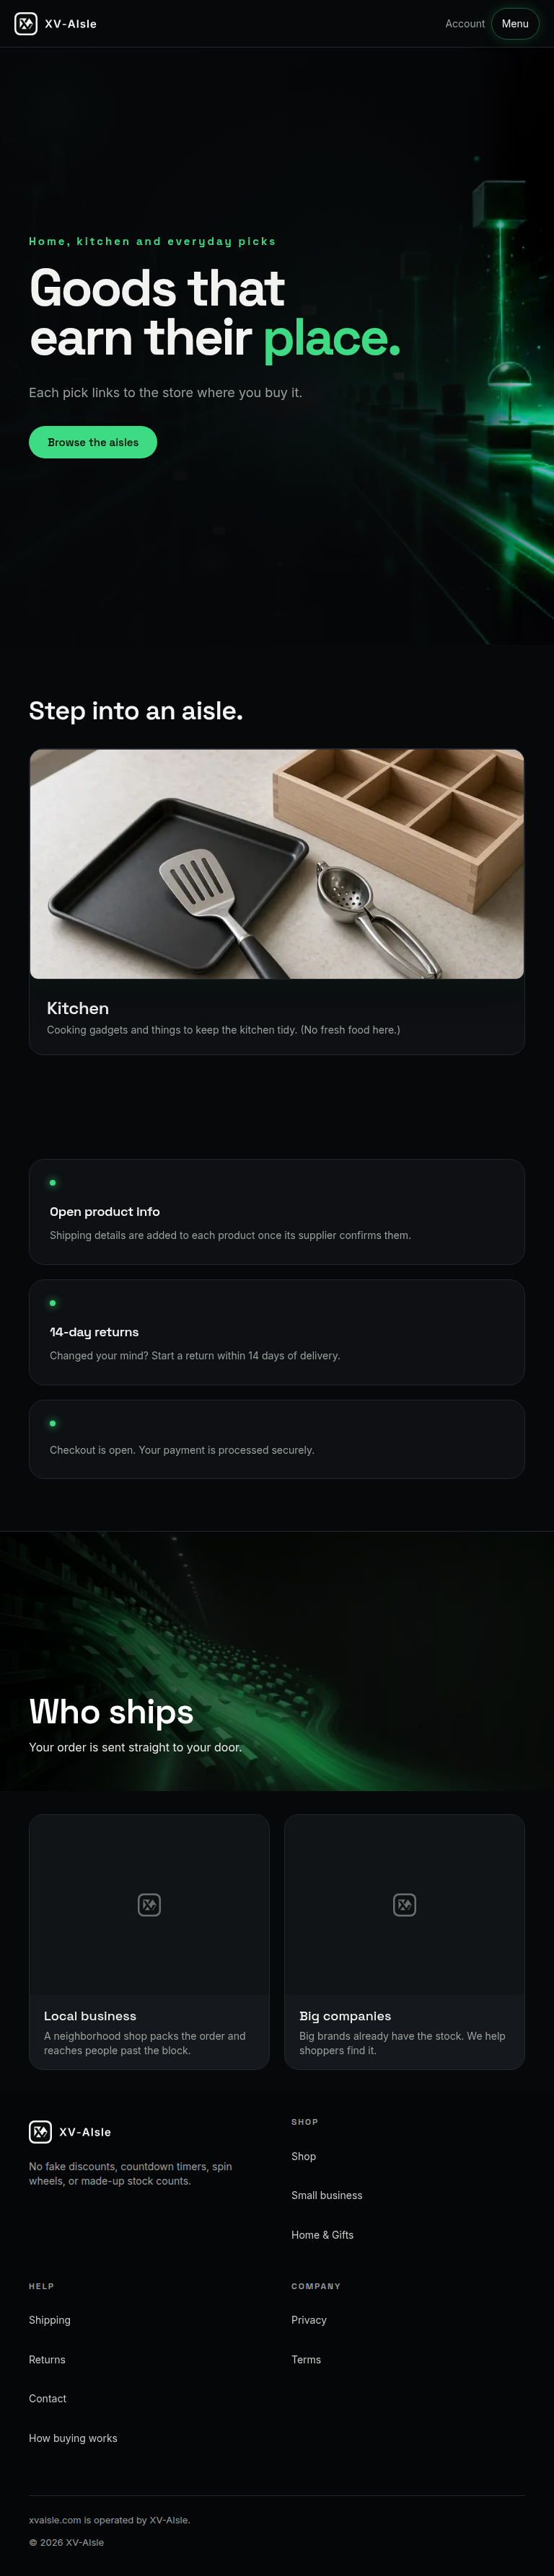 XV-AIsle
Account
Menu
Home, kitchen and everyday picks
Goods that
earn their place.
Each pick links to the store where you buy it.
Browse the aisles
Step into an aisle.
Kitchen
Cooking gadgets and things to keep the kitchen tidy. (No fresh food here.)
Open product info
Shipping details are added to each product once its supplier confirms them.
14-day returns
Changed your mind? Start a return within 14 days of delivery.
Checkout is open. Your payment is processed securely.
Who ships
Your order is sent straight to your door.
Local business
A neighborhood shop packs the order and
reaches people past the block.
Big companies
Big brands already have the stock. We help
shoppers find it.
XV-AIsle
No fake discounts, countdown timers, spin
wheels, or made-up stock counts.
SHOP
Shop
Small business
Home & Gifts
HELP
Shipping
Returns
Contact
How buying works
COMPANY
Privacy
Terms
xvaisle.com is operated by XV-AIsle.
© 2026 XV-AIsle